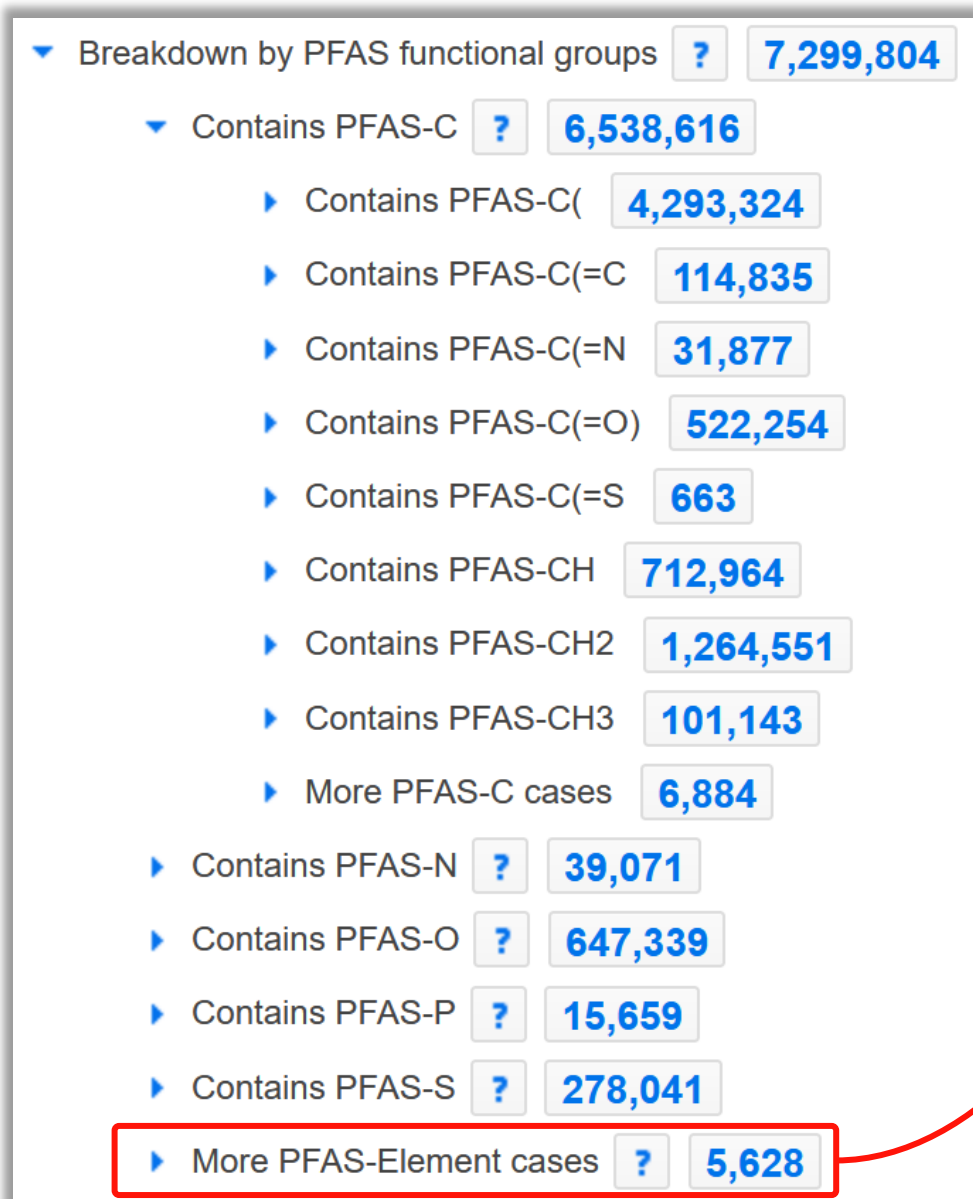 Breakdown by PFAS functional groups ? 7,299,804
Contains PFAS-C ? 6,538,616
Contains PFAS-C( 4,293,324
Contains PFAS-C(=C 114,835
Contains PFAS-C(=N 31,877
Contains PFAS-C(=O) 522,254
Contains PFAS-C(=S 663
Contains PFAS-CH 712,964
Contains PFAS-CH2 1,264,551
Contains PFAS-CH3 101,143
More PFAS-C cases 6,884
Contains PFAS-N ? 39,071
Contains PFAS-O ? 647,339
Contains PFAS-P ? 15,659
Contains PFAS-S ? 278,041
More PFAS-Element cases ? 5,628